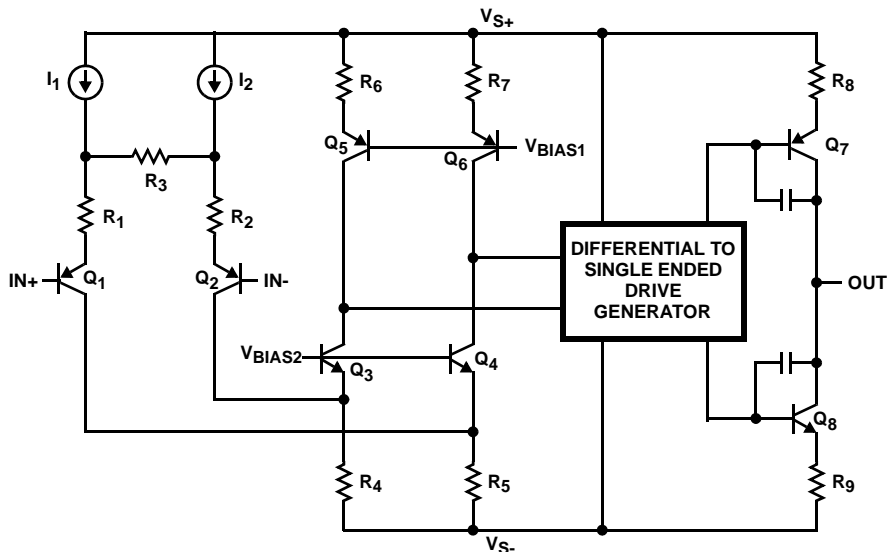 VS+
I1
I2
R6
R7
R8
Q5
Q6
VBIAS1
Q7
R3
R1
R2
DIFFERENTIAL TO
SINGLE ENDED
DRIVE
GENERATOR
IN+
Q1
Q2
IN-
OUT
VBIAS2
Q3
Q4
Q8
R4
R5
R9
VS-